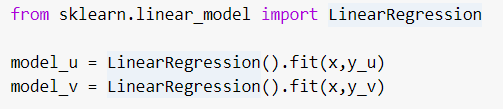 from sklearn.linear_model import LinearRegression
model_u = LinearRegression().fit(x,y_u)
model_v = LinearRegression().fit(x,y_v)